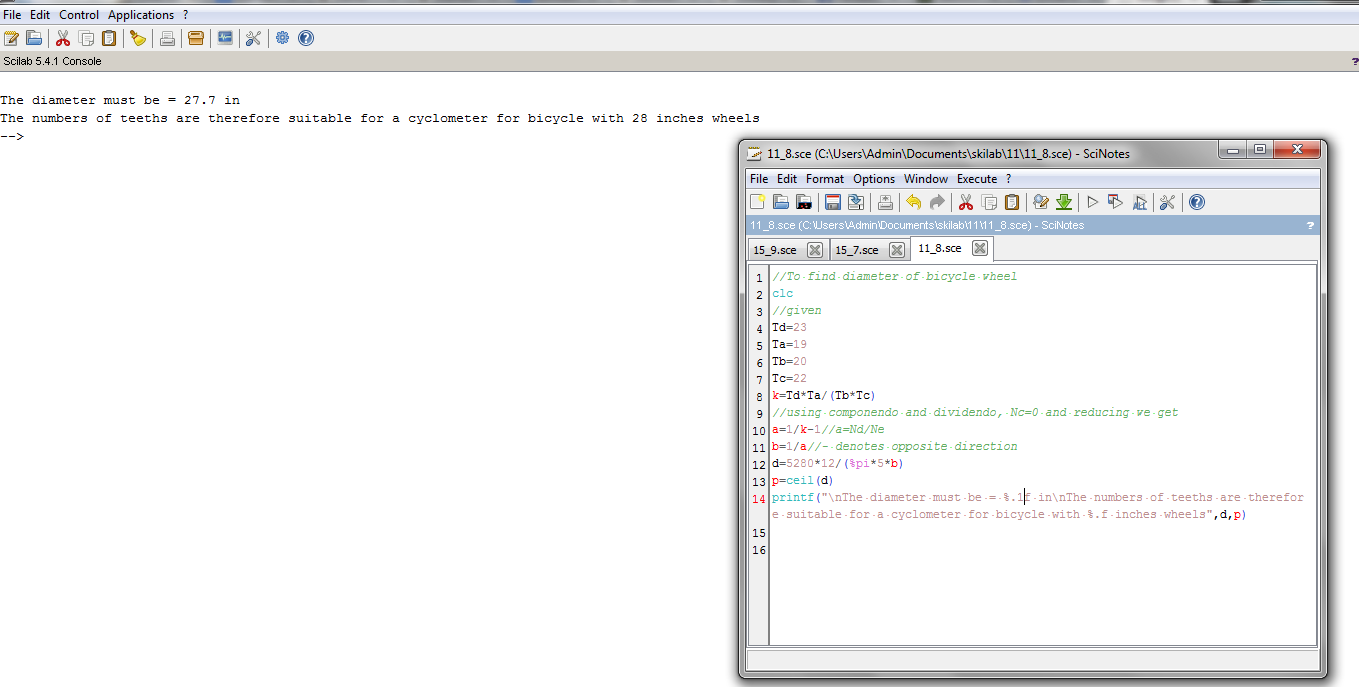 File Edit Control Applications ?
Scilab 5.4.1 Console
?
The diameter must be = 27.7 in
The numbers of teeths are therefore suitable for a cyclometer for bicycle with 28 inches wheels
-->
11_8.sce (C:\Users\Admin\Documents\skilab\11\11_8.sce) - SciNotes
File Edit Format Options Window Execute ?
11_8.sce (C:\Users\Admin\Documents\skilab\11\11_8.sce) - SciNotes
?
15_9.sce 15_7.sce 11_8.sce
1 //To find diameter of bicycle wheel
2 clc
3 //given
4 Td=23
5 Ta=19
6 Tb=20
7 Tc=22
8 k=Td*Ta/(Tb*Tc)
9 //using componendo and dividendo, Nc=0 and reducing we get
10 a=1/k-1//a=Nd/Ne
11 b=1/a//- denotes opposite direction
12 d=5280*12/(%pi*5*b)
13 p=ceil(d)
14 printf("\nThe diameter must be = %.1f in\nThe numbers of teeths are therefor
e suitable for a cyclometer for bicycle with %.f inches wheels",d,p)
15
16